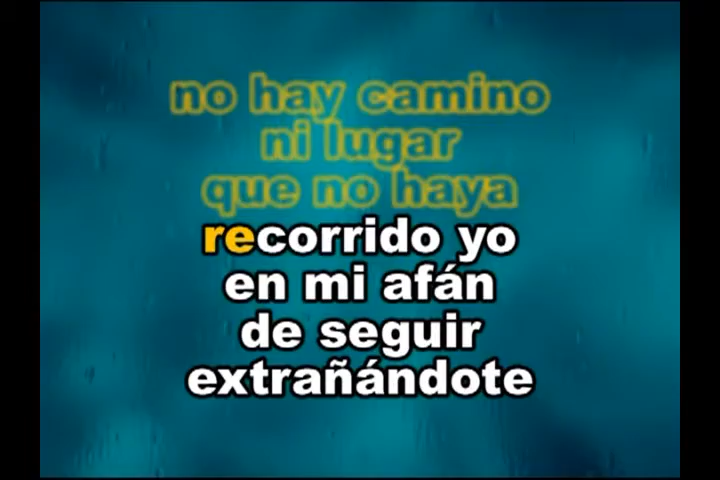 no hay camino
ni lugar
que no haya
recorrido yo
en mi afán
de seguir
extrañándote